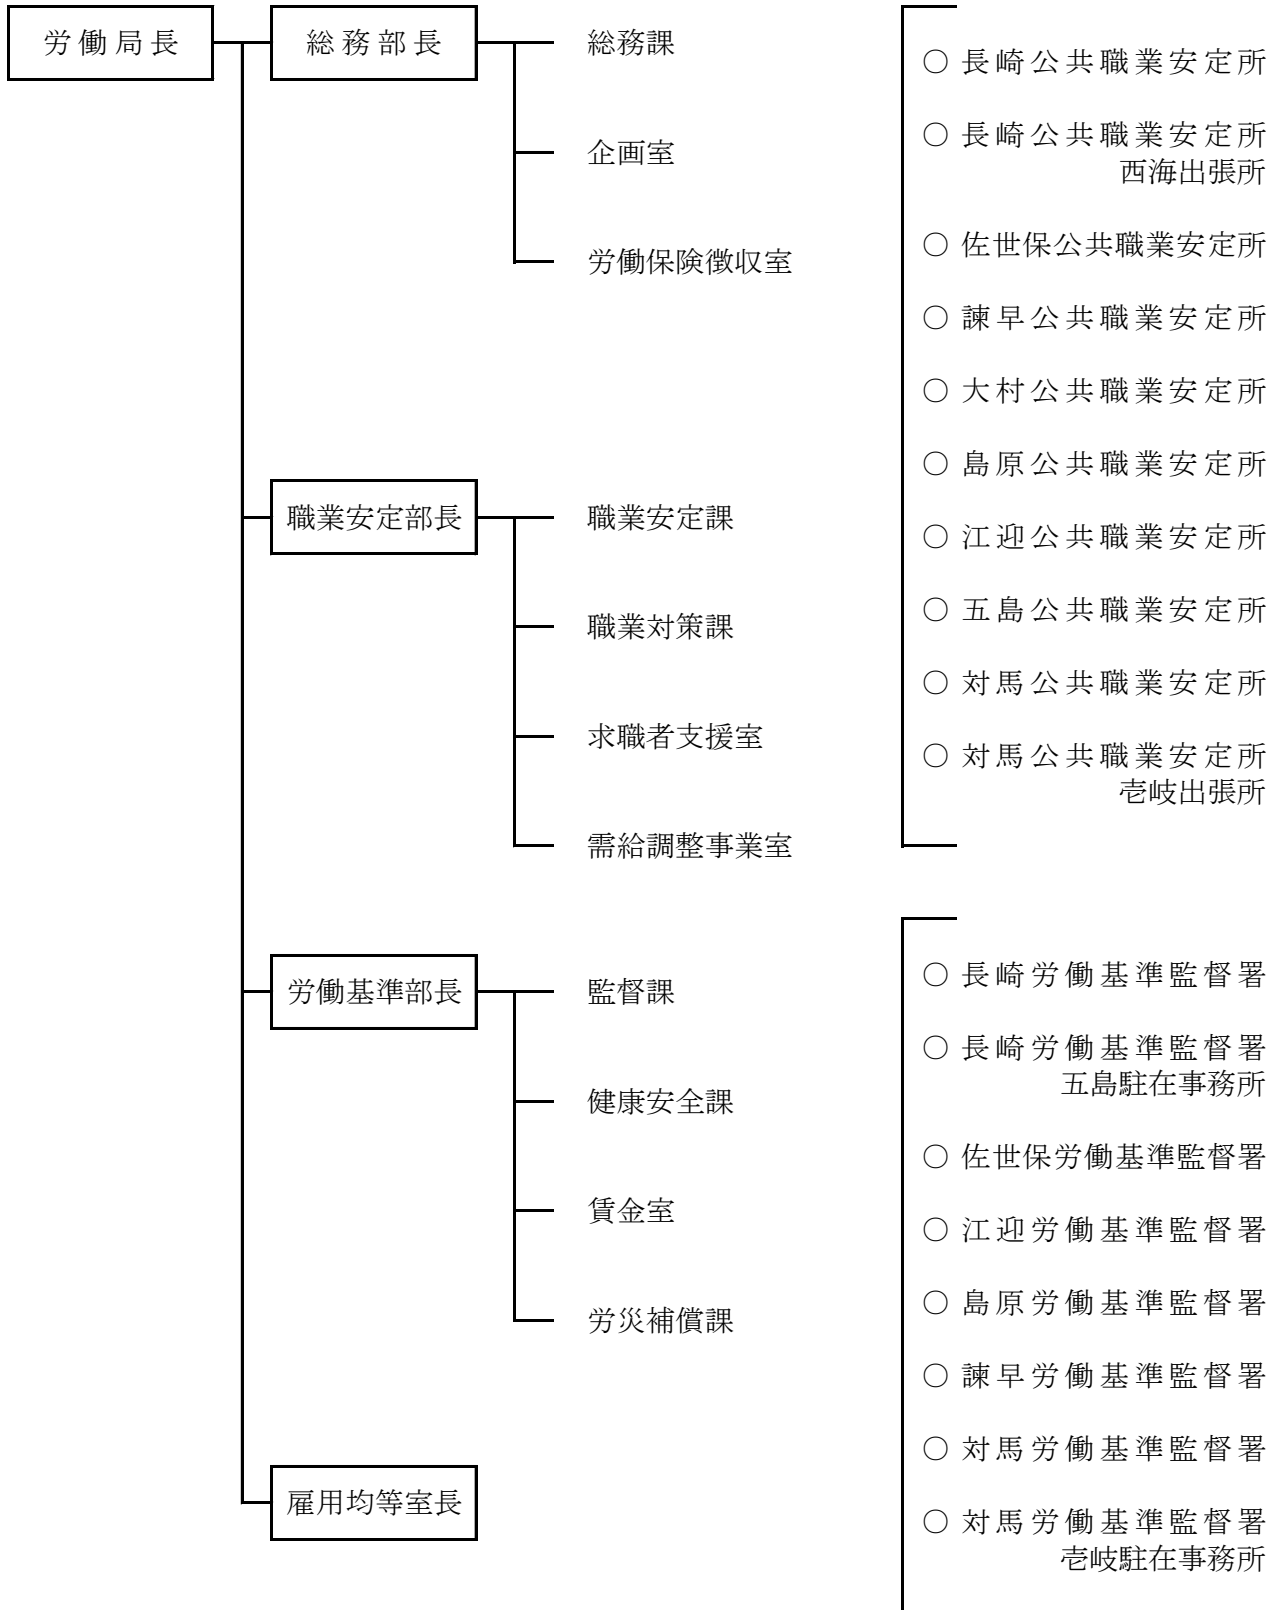 労働局長
総務部長
総務課
企画室
労働保険徴収室
職業安定部長
職業安定課
職業対策課
求職者支援室
需給調整事業室
労働基準部長
監督課
健康安全課
賃金室
労災補償課
雇用均等室長
○ 長崎公共職業安定所
○ 長崎公共職業安定所
西海出張所
○ 佐世保公共職業安定所
○ 諫早公共職業安定所
○ 大村公共職業安定所
○ 島原公共職業安定所
○ 江迎公共職業安定所
○ 五島公共職業安定所
○ 対馬公共職業安定所
○ 対馬公共職業安定所
壱岐出張所
○ 長崎労働基準監督署
○ 長崎労働基準監督署
五島駐在事務所
○ 佐世保労働基準監督署
○ 江迎労働基準監督署
○ 島原労働基準監督署
○ 諫早労働基準監督署
○ 対馬労働基準監督署
○ 対馬労働基準監督署
壱岐駐在事務所